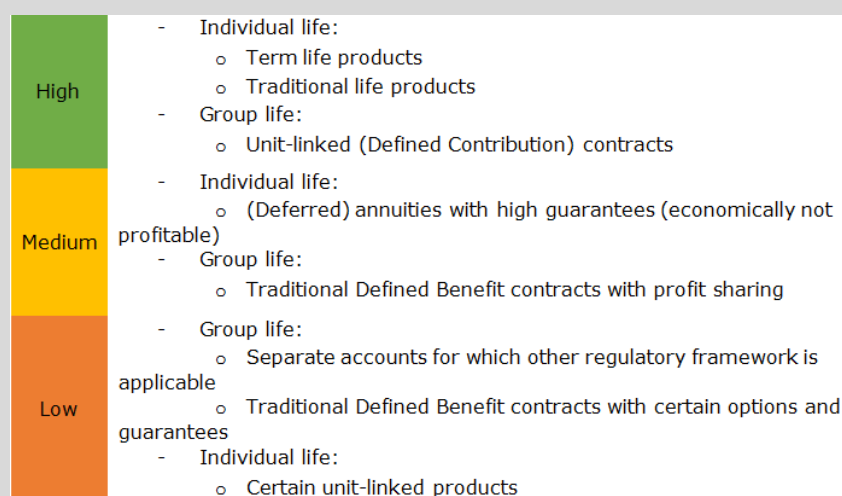 High
- Individual life:
o Term life products
o Traditional life products
- Group life:
o Unit-linked (Defined Contribution) contracts
Medium
- Individual life:
o (Deferred) annuities with high guarantees (economically not
profitable)
- Group life:
o Traditional Defined Benefit contracts with profit sharing
Low
- Group life:
o Separate accounts for which other regulatory framework is
applicable
o Traditional Defined Benefit contracts with certain options and
guarantees
- Individual life:
o Certain unit-linked products